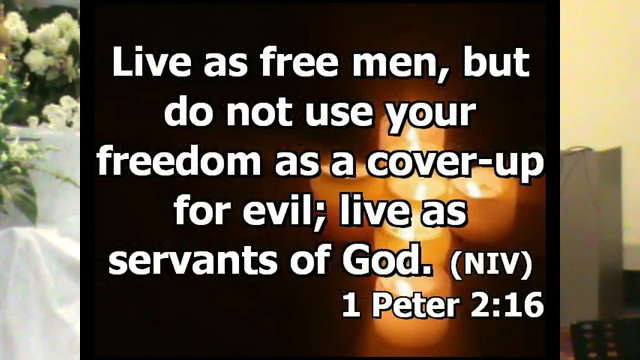 Live as free men, but
do not use your
freedom as a cover-up
for evil; live as
servants of God. (NIV)
1 Peter 2:16